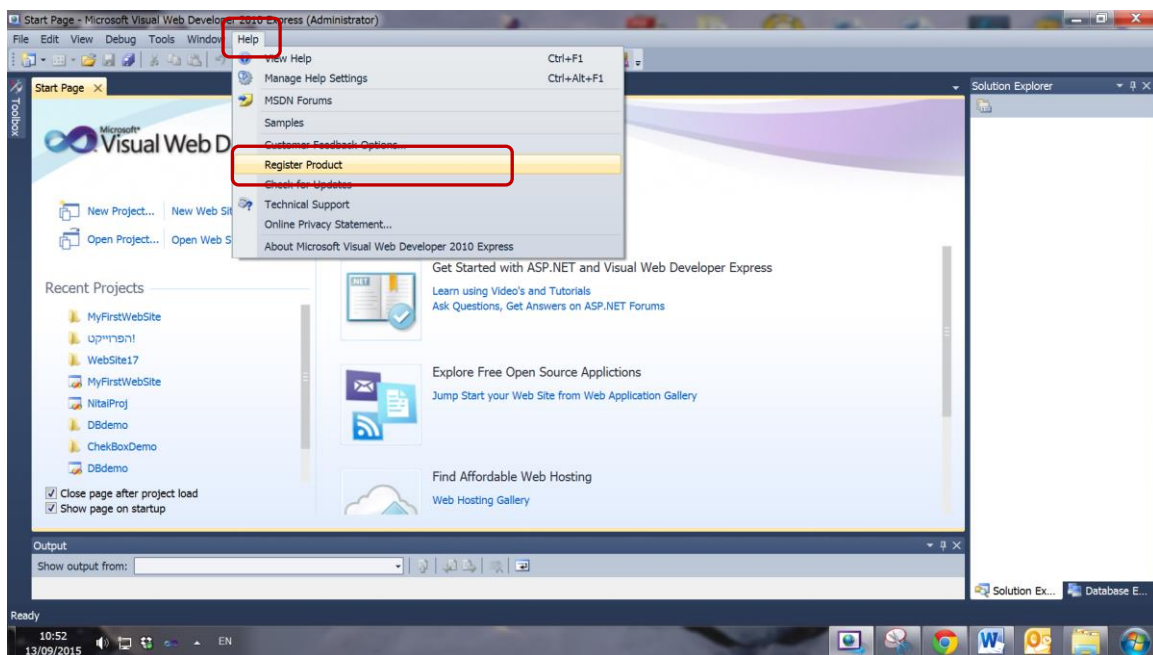 Start Page - Microsoft Visual Web Developer 2010 Express (Administrator)
File Edit View Debug Tools Window Help
View Help Ctrl+F1
Manage Help Settings Ctrl+Alt+F1
MSDN Forums
Samples
Customer Feedback Options...
Register Product
Check for Updates
Technical Support
Online Privacy Statement...
About Microsoft Visual Web Developer 2010 Express
Toolbox
Start Page
Microsoft®
Visual Web D
New Project... New Web Sit
Open Project... Open Web S
Recent Projects
MyFirstWebSite
הפרוייקט!
WebSite17
MyFirstWebSite
NitaiProj
DBdemo
ChekBoxDemo
DBdemo
Close page after project load
Show page on startup
Get Started with ASP.NET and Visual Web Developer Express
Learn using Video's and Tutorials
Ask Questions, Get Answers on ASP.NET Forums
Explore Free Open Source Applictions
Jump Start your Web Site from Web Application Gallery
Find Affordable Web Hosting
Web Hosting Gallery
Solution Explorer
Output
Show output from:
Solution Ex... Database E...
Ready
10:52
13/09/2015
EN